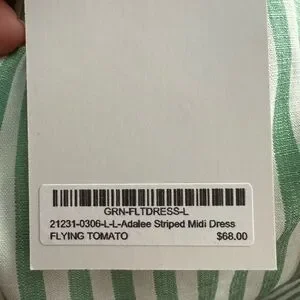 GRN-FLTDRESS-L
21231-0306-L-L-Adalee Striped Midi Dress
FLYING TOMATO $68.00